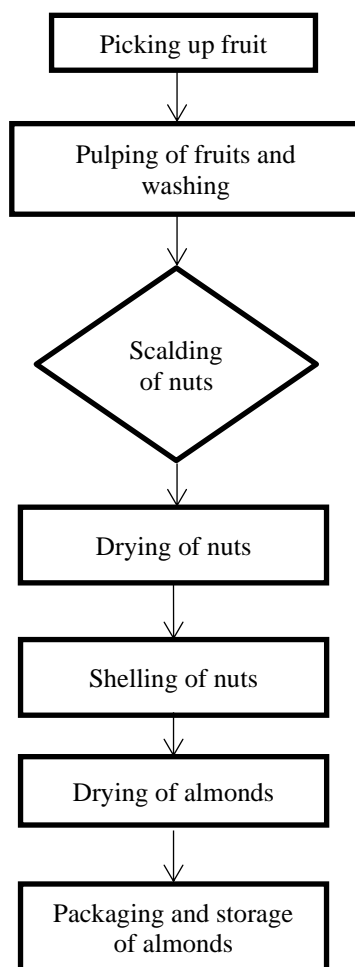 Picking up fruit
Pulping of fruits and
washing
Scalding
of nuts
Drying of nuts
Shelling of nuts
Drying of almonds
Packaging and storage
of almonds